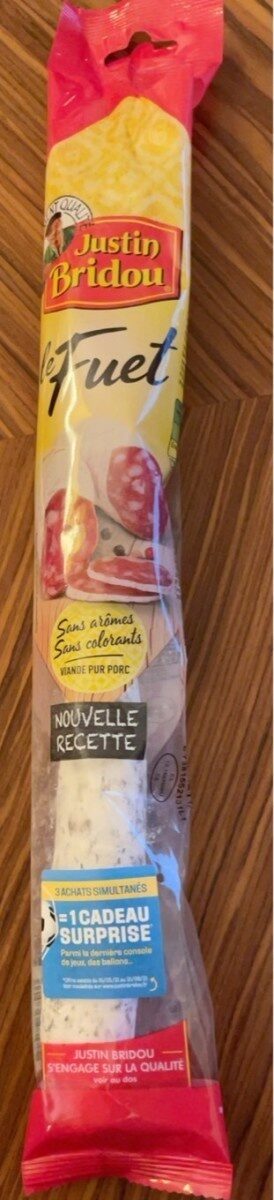 Justin
Bridou
le Fuet
Sans arômes
Sans colorants
VIANDE PUR PORC
NOUVELLE
RECETTE
3 ACHATS SIMULTANÉS
=1 CADEAU
SURPRISE*
Parmi la dernière console
de jeux, des ballons...
JUSTIN BRIDOU
S'ENGAGE SUR LA QUALITÉ
voir au dos